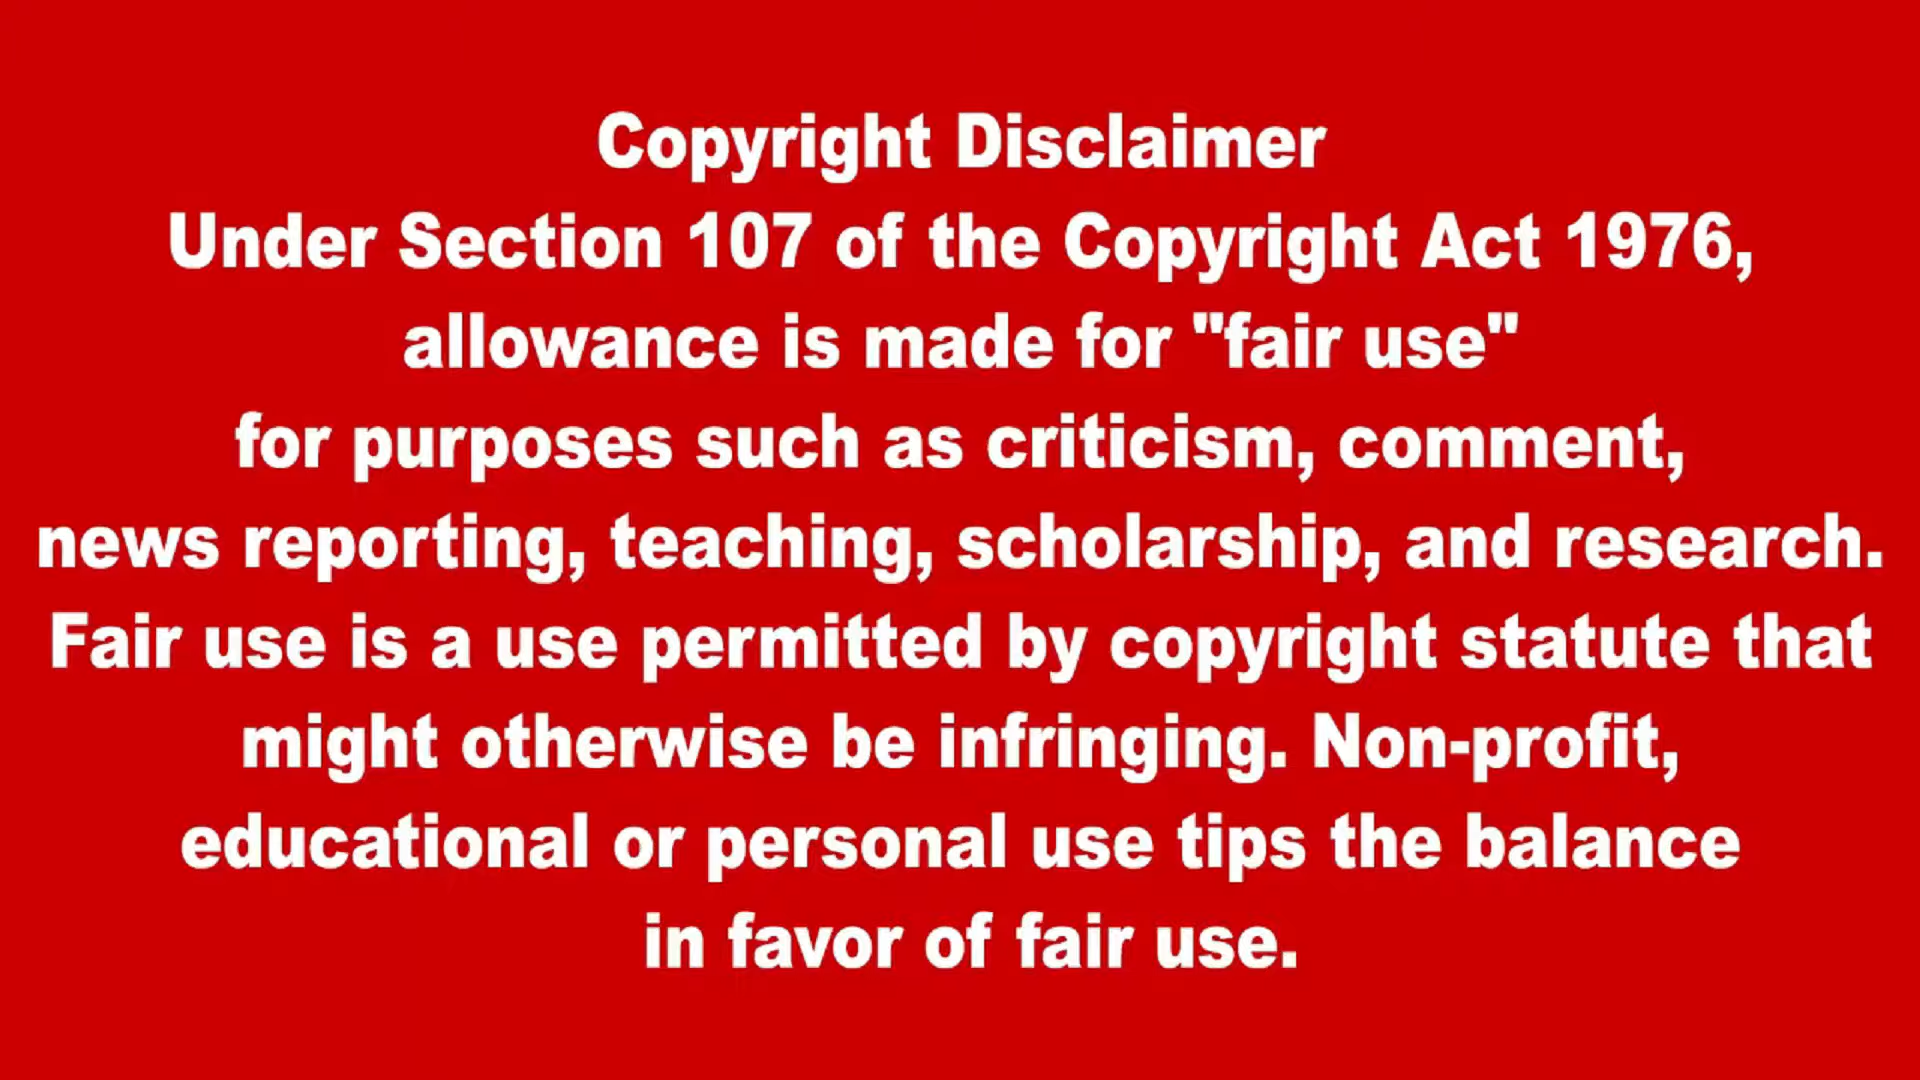 Copyright Disclaimer
Under Section 107 of the Copyright Act 1976,
allowance is made for "fair use"
for purposes such as criticism, comment,
news reporting, teaching, scholarship, and research.
Fair use is a use permitted by copyright statute that
might otherwise be infringing. Non-profit,
educational or personal use tips the balance
in favor of fair use.